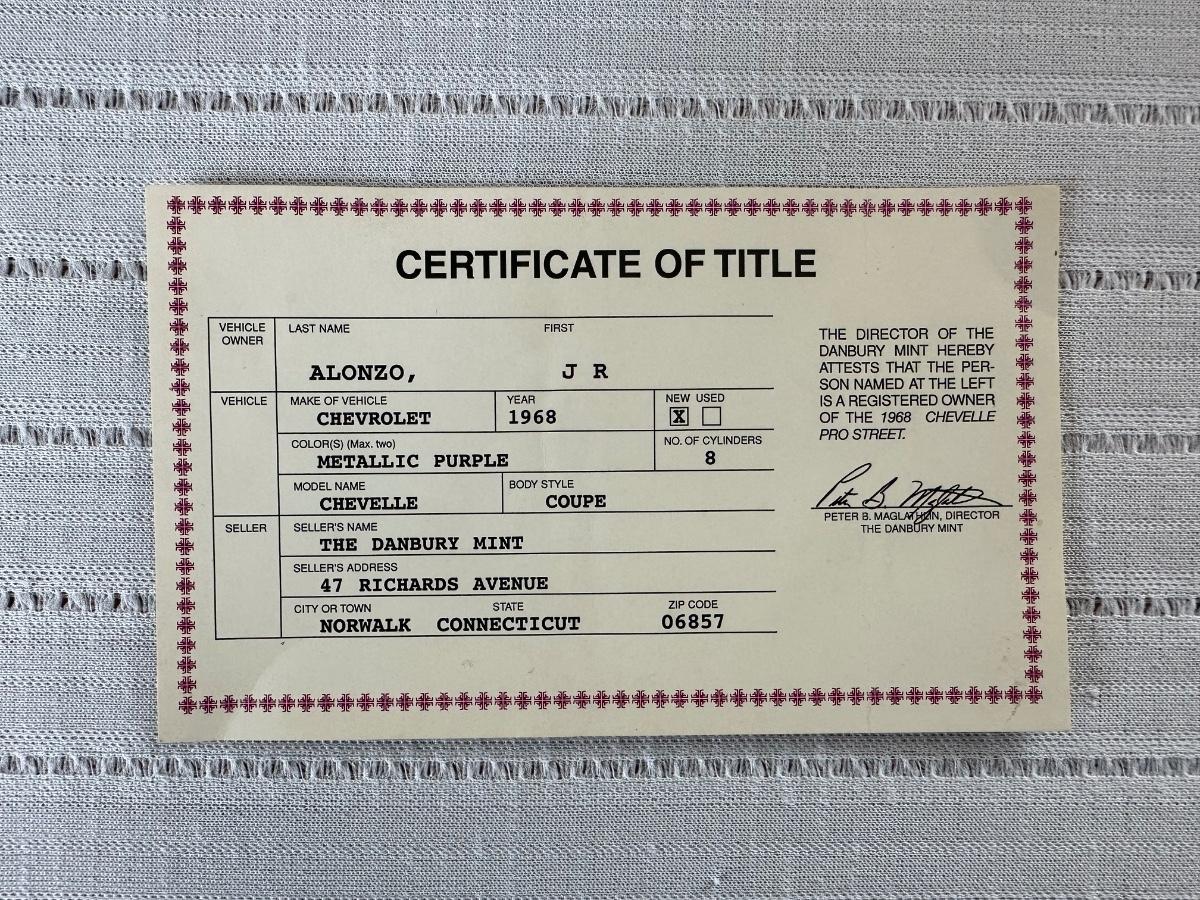 CERTIFICATE OF TITLE
VEHICLE OWNER
LAST NAME FIRST
ALONZO, J R
VEHICLE
MAKE OF VEHICLE YEAR NEW USED
CHEVROLET 1968 X
COLOR(S) (Max. two) NO. OF CYLINDERS
METALLIC PURPLE 8
MODEL NAME BODY STYLE
CHEVELLE COUPE
SELLER
SELLER'S NAME
THE DANBURY MINT
SELLER'S ADDRESS
47 RICHARDS AVENUE
CITY OR TOWN STATE ZIP CODE
NORWALK CONNECTICUT 06857
THE DIRECTOR OF THE
DANBURY MINT HEREBY
ATTESTS THAT THE PER-
SON NAMED AT THE LEFT
IS A REGISTERED OWNER
OF THE 1968 CHEVELLE
PRO STREET.
Peter B. Maglathlin
PETER B. MAGLATHLIN, DIRECTOR
THE DANBURY MINT